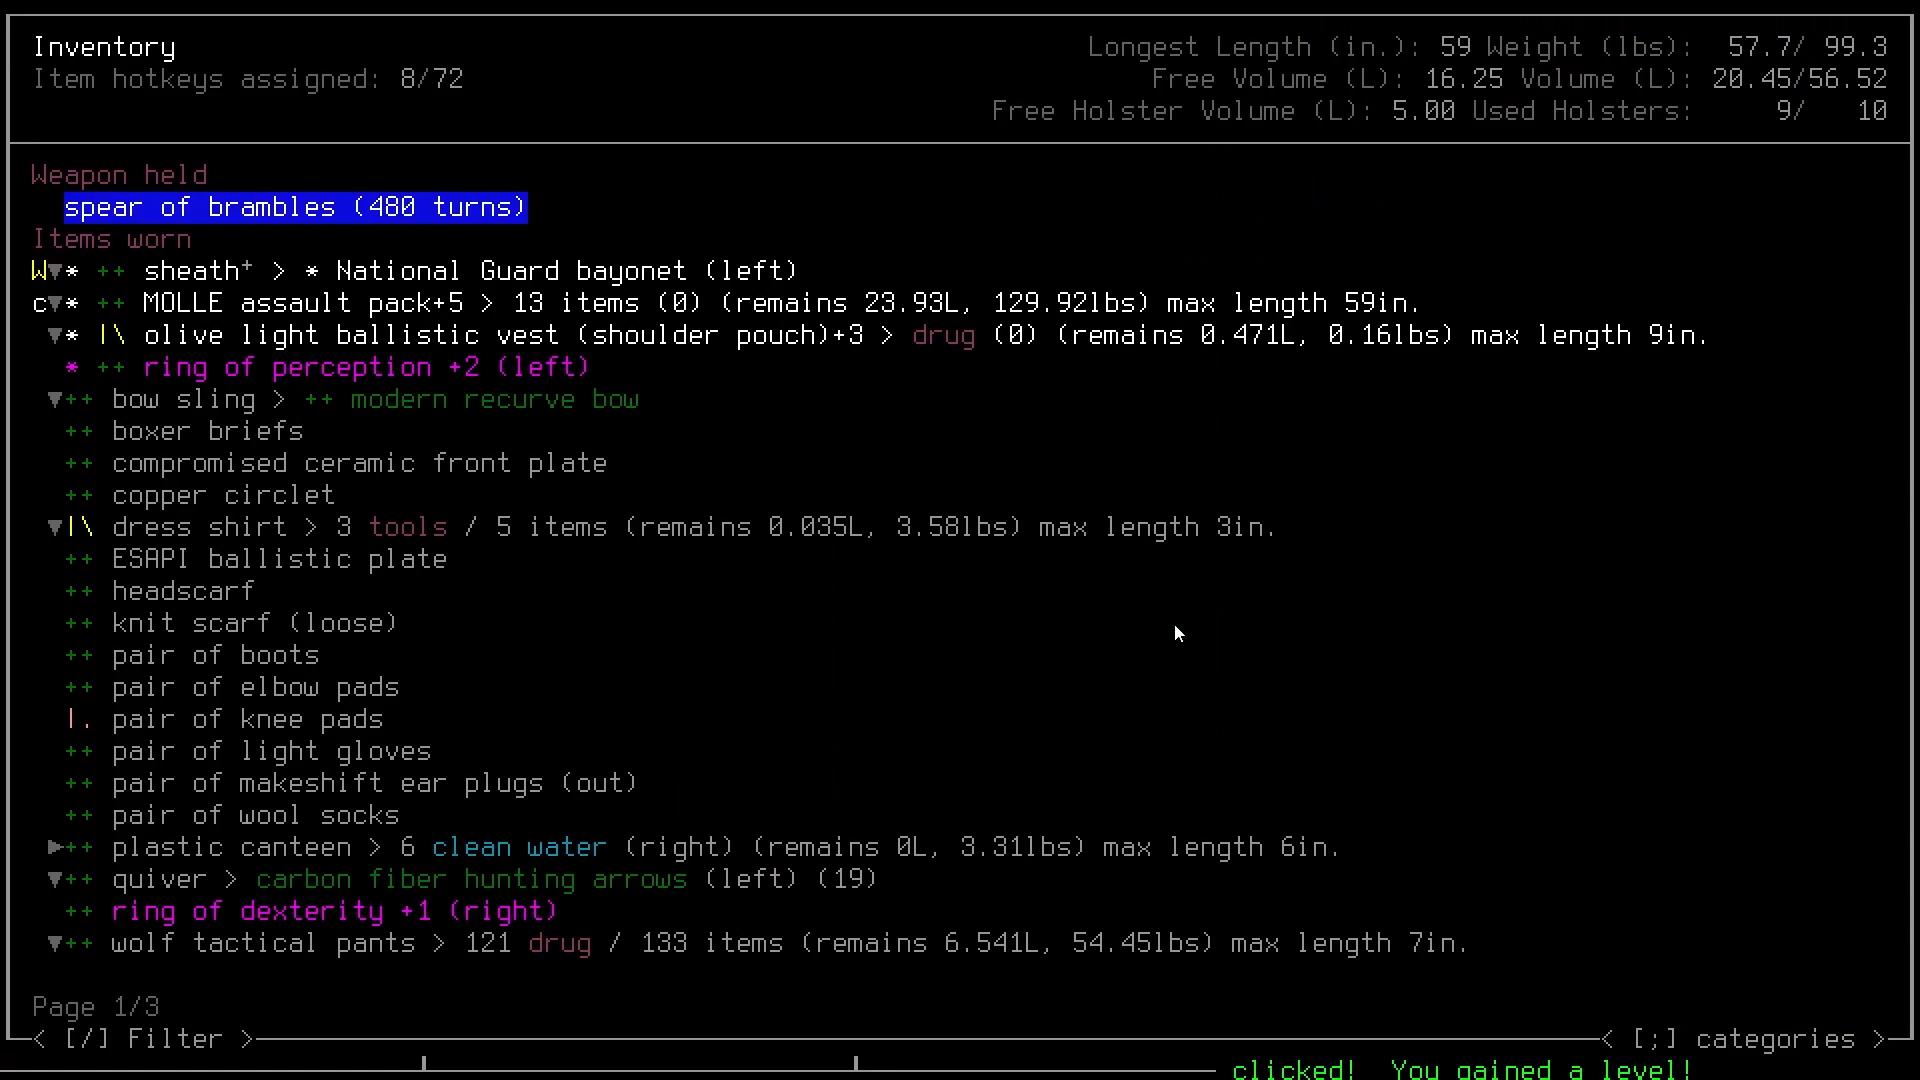 Inventory
Longest Length (in.): 59 Weight (lbs): 57.7/ 99.3
Item hotkeys assigned: 8/72
Free Volume (L): 16.25 Volume (L): 20.45/56.52
Free Holster Volume (L): 5.00 Used Holsters: 9/ 10
Weapon held
spear of brambles (480 turns)
Items worn
W▼* ++ sheath† > * National Guard bayonet (left)
c▼* ++ MOLLE assault pack+5 > 13 items (0) (remains 23.93L, 129.92lbs) max length 59in.
▼* |\ olive light ballistic vest (shoulder pouch)+3 > drug (0) (remains 0.471L, 0.16lbs) max length 9in.
* ++ ring of perception +2 (left)
▼++ bow sling > ++ modern recurve bow
++ boxer briefs
++ compromised ceramic front plate
++ copper circlet
▼|\ dress shirt > 3 tools / 5 items (remains 0.035L, 3.58lbs) max length 3in.
++ ESAPI ballistic plate
++ headscarf
++ knit scarf (loose)
++ pair of boots
++ pair of elbow pads
|. pair of knee pads
++ pair of light gloves
++ pair of makeshift ear plugs (out)
++ pair of wool socks
▶++ plastic canteen > 6 clean water (right) (remains 0L, 3.31lbs) max length 6in.
▼++ quiver > carbon fiber hunting arrows (left) (19)
++ ring of dexterity +1 (right)
▼++ wolf tactical pants > 121 drug / 133 items (remains 6.541L, 54.45lbs) max length 7in.
Page 1/3
< [/] Filter >
< [;] categories >
clicked! You gained a level!